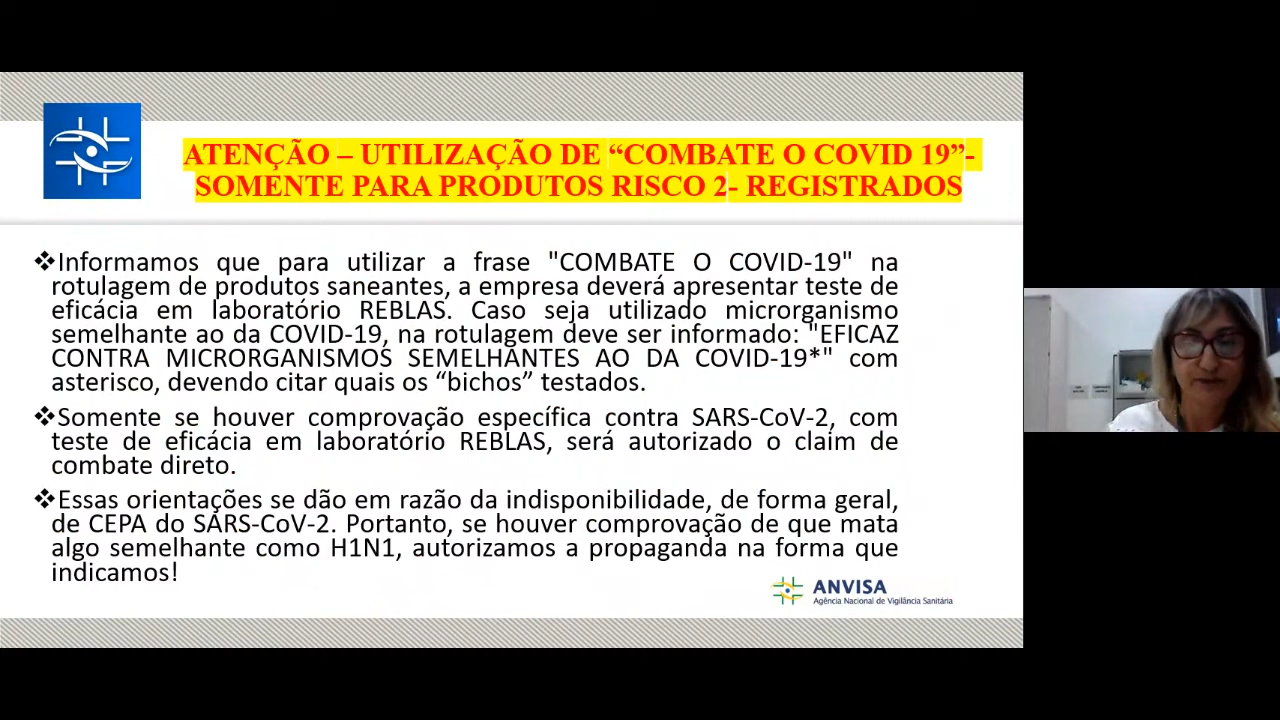 ATENÇÃO – UTILIZAÇÃO DE “COMBATE O COVID 19”-
SOMENTE PARA PRODUTOS RISCO 2- REGISTRADOS
❖Informamos que para utilizar a frase "COMBATE O COVID-19" na
rotulagem de produtos saneantes, a empresa deverá apresentar teste de
eficácia em laboratório REBLAS. Caso seja utilizado microrganismo
semelhante ao da COVID-19, na rotulagem deve ser informado: "EFICAZ
CONTRA MICRORGANISMOS SEMELHANTES AO DA COVID-19*" com
asterisco, devendo citar quais os “bichos” testados.
❖Somente se houver comprovação específica contra SARS-CoV-2, com
teste de eficácia em laboratório REBLAS, será autorizado o claim de
combate direto.
❖Essas orientações se dão em razão da indisponibilidade, de forma geral,
de CEPA do SARS-CoV-2. Portanto, se houver comprovação de que mata
algo semelhante como H1N1, autorizamos a propaganda na forma que
indicamos!
ANVISA
Agência Nacional de Vigilância Sanitária